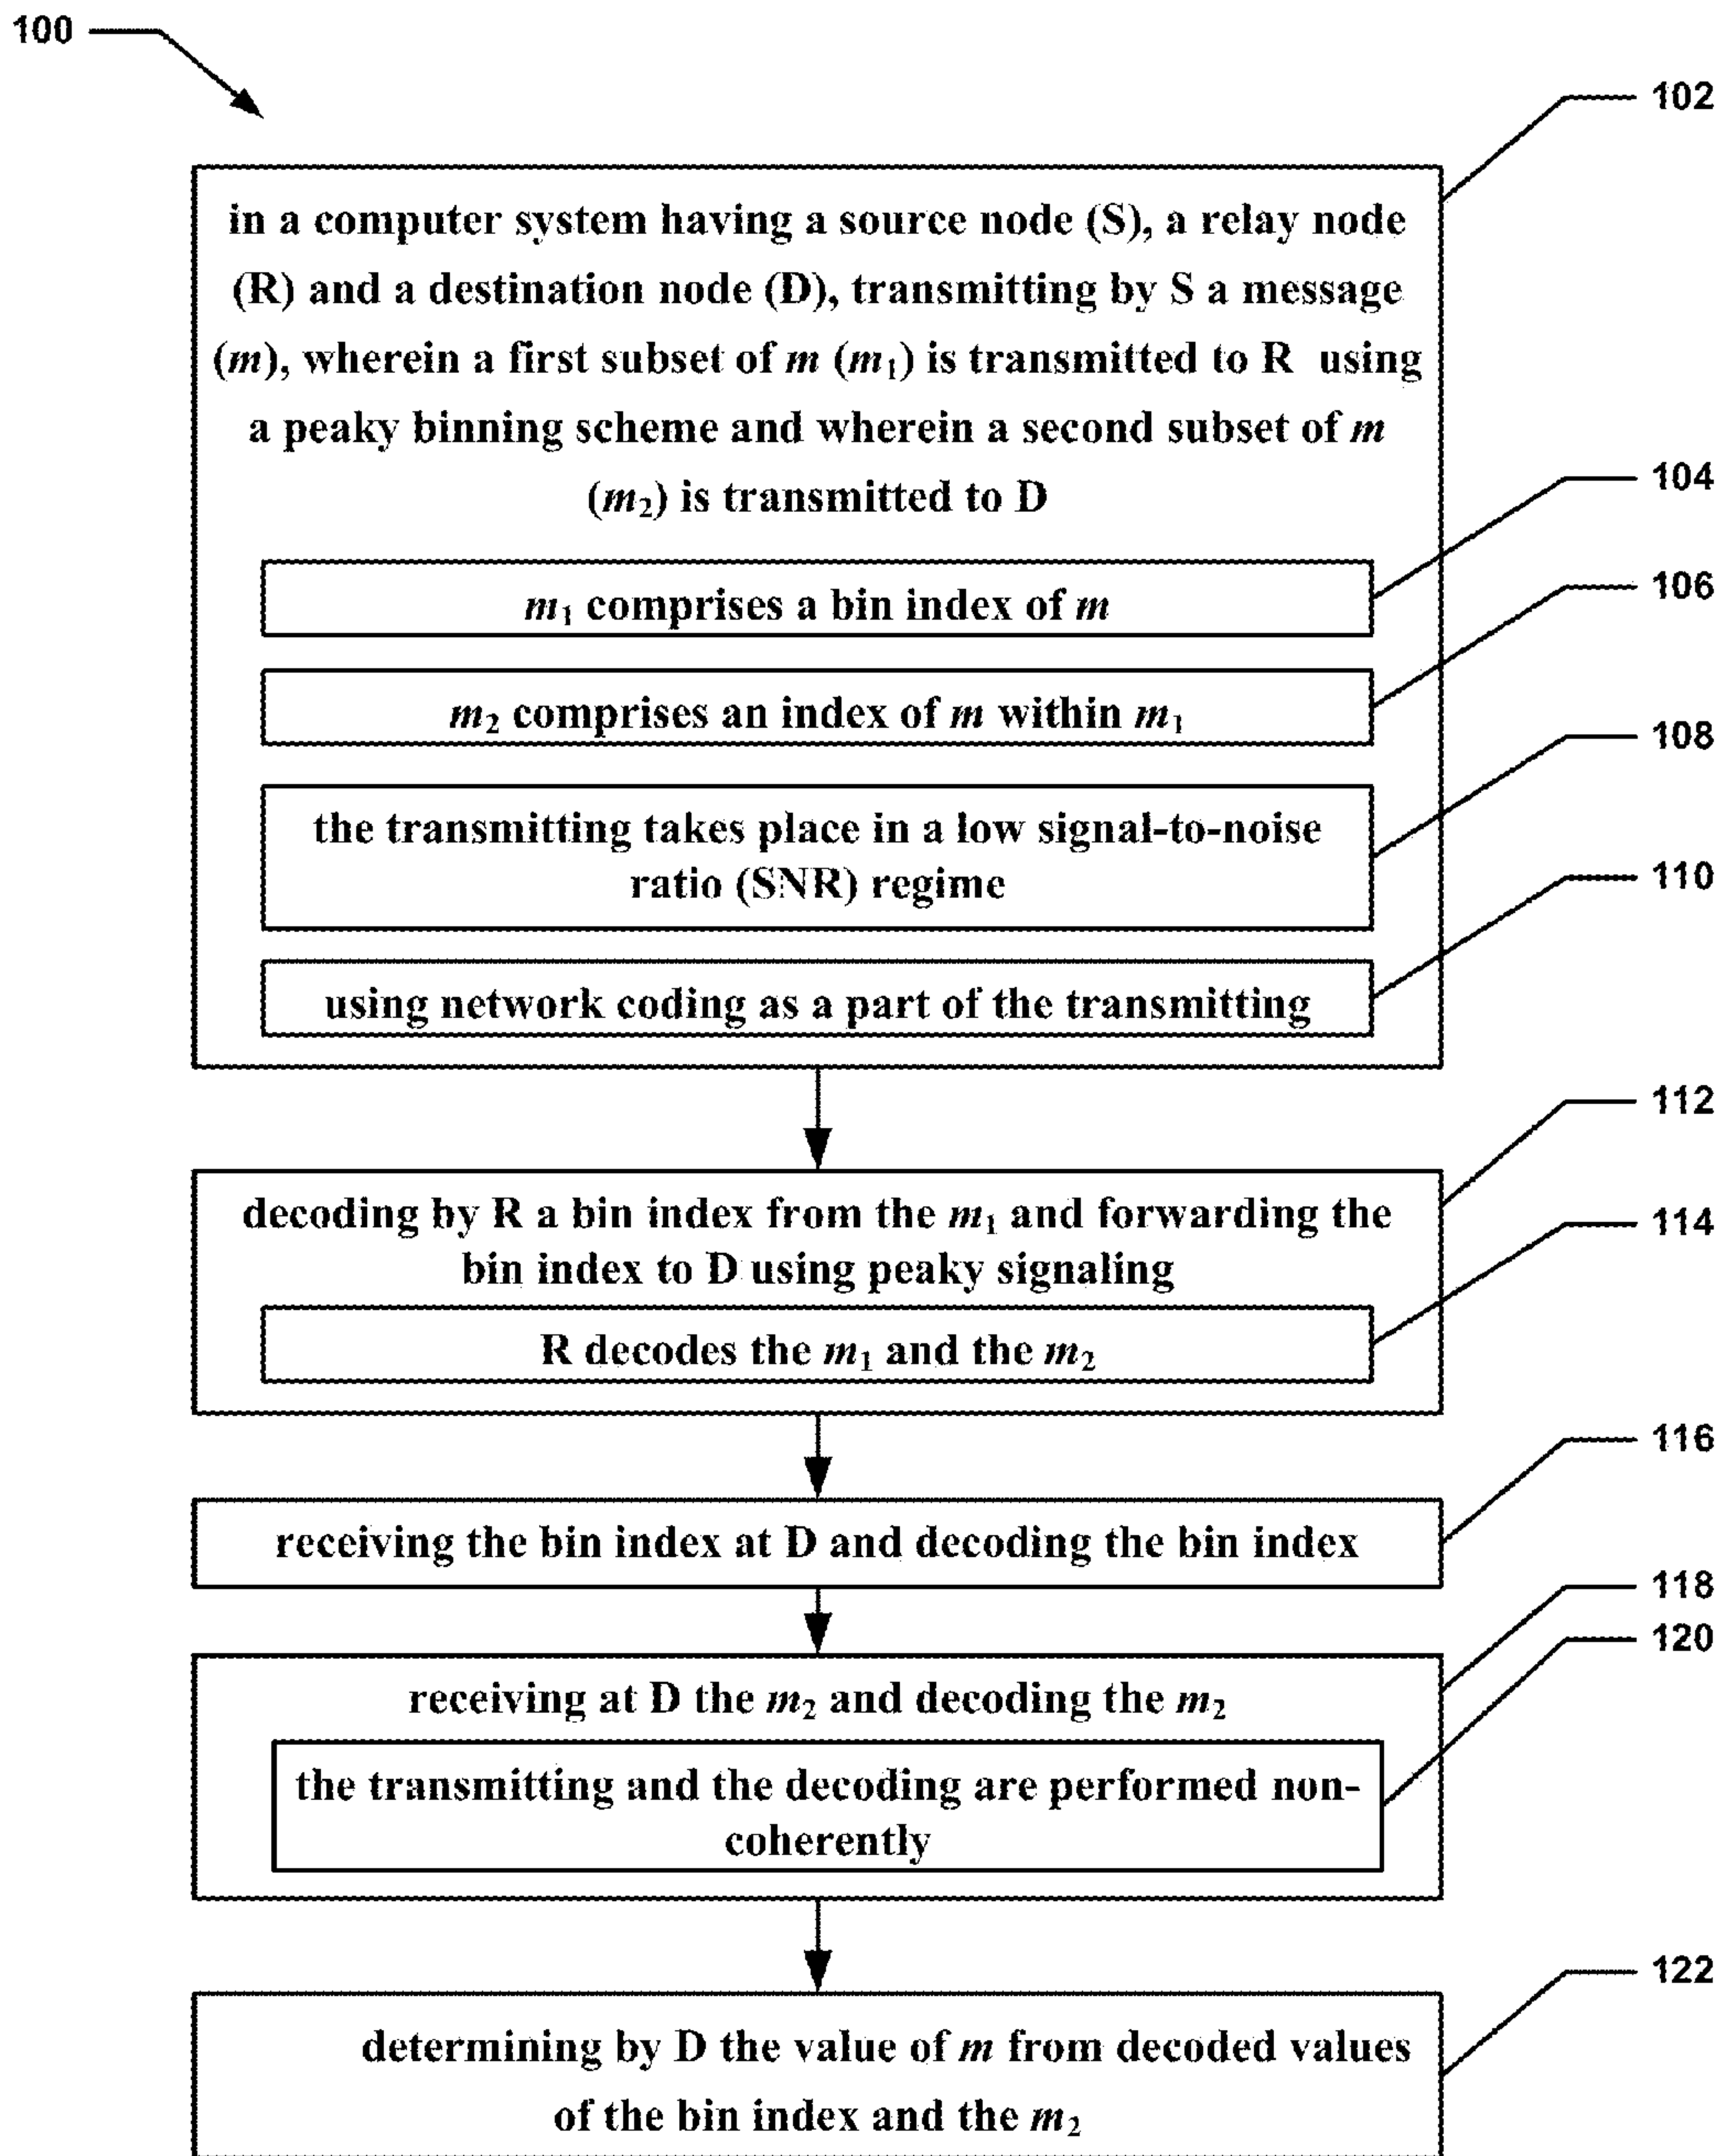 100
102
in a computer system having a source node (S), a relay node
(R) and a destination node (D), transmitting by S a message
(m), wherein a first subset of m (m₁) is transmitted to R using
a peaky binning scheme and wherein a second subset of m
(m₂) is transmitted to D
104
m₁ comprises a bin index of m
106
m₂ comprises an index of m within m₁
108
the transmitting takes place in a low signal-to-noise
ratio (SNR) regime
110
using network coding as a part of the transmitting
112
decoding by R a bin index from the m₁ and forwarding the
bin index to D using peaky signaling
114
R decodes the m₁ and the m₂
116
receiving the bin index at D and decoding the bin index
118
receiving at D the m₂ and decoding the m₂
120
the transmitting and the decoding are performed non-
coherently
122
determining by D the value of m from decoded values
of the bin index and the m₂